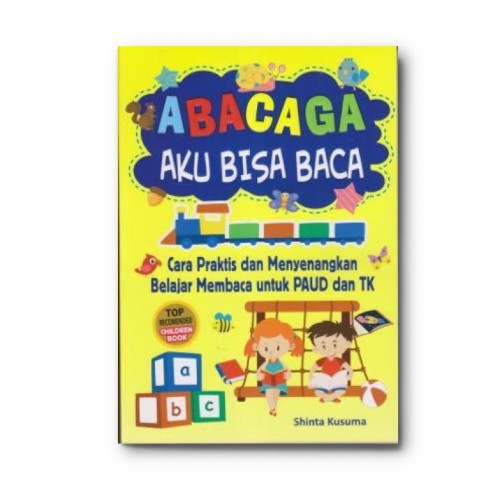 ABACAGA
AKU BISA BACA
Cara Praktis dan Menyenangkan
Belajar Membaca untuk PAUD dan TK
TOP
RECOMENDED
CHILDREN
BOOK
a
b c
Shinta Kusuma